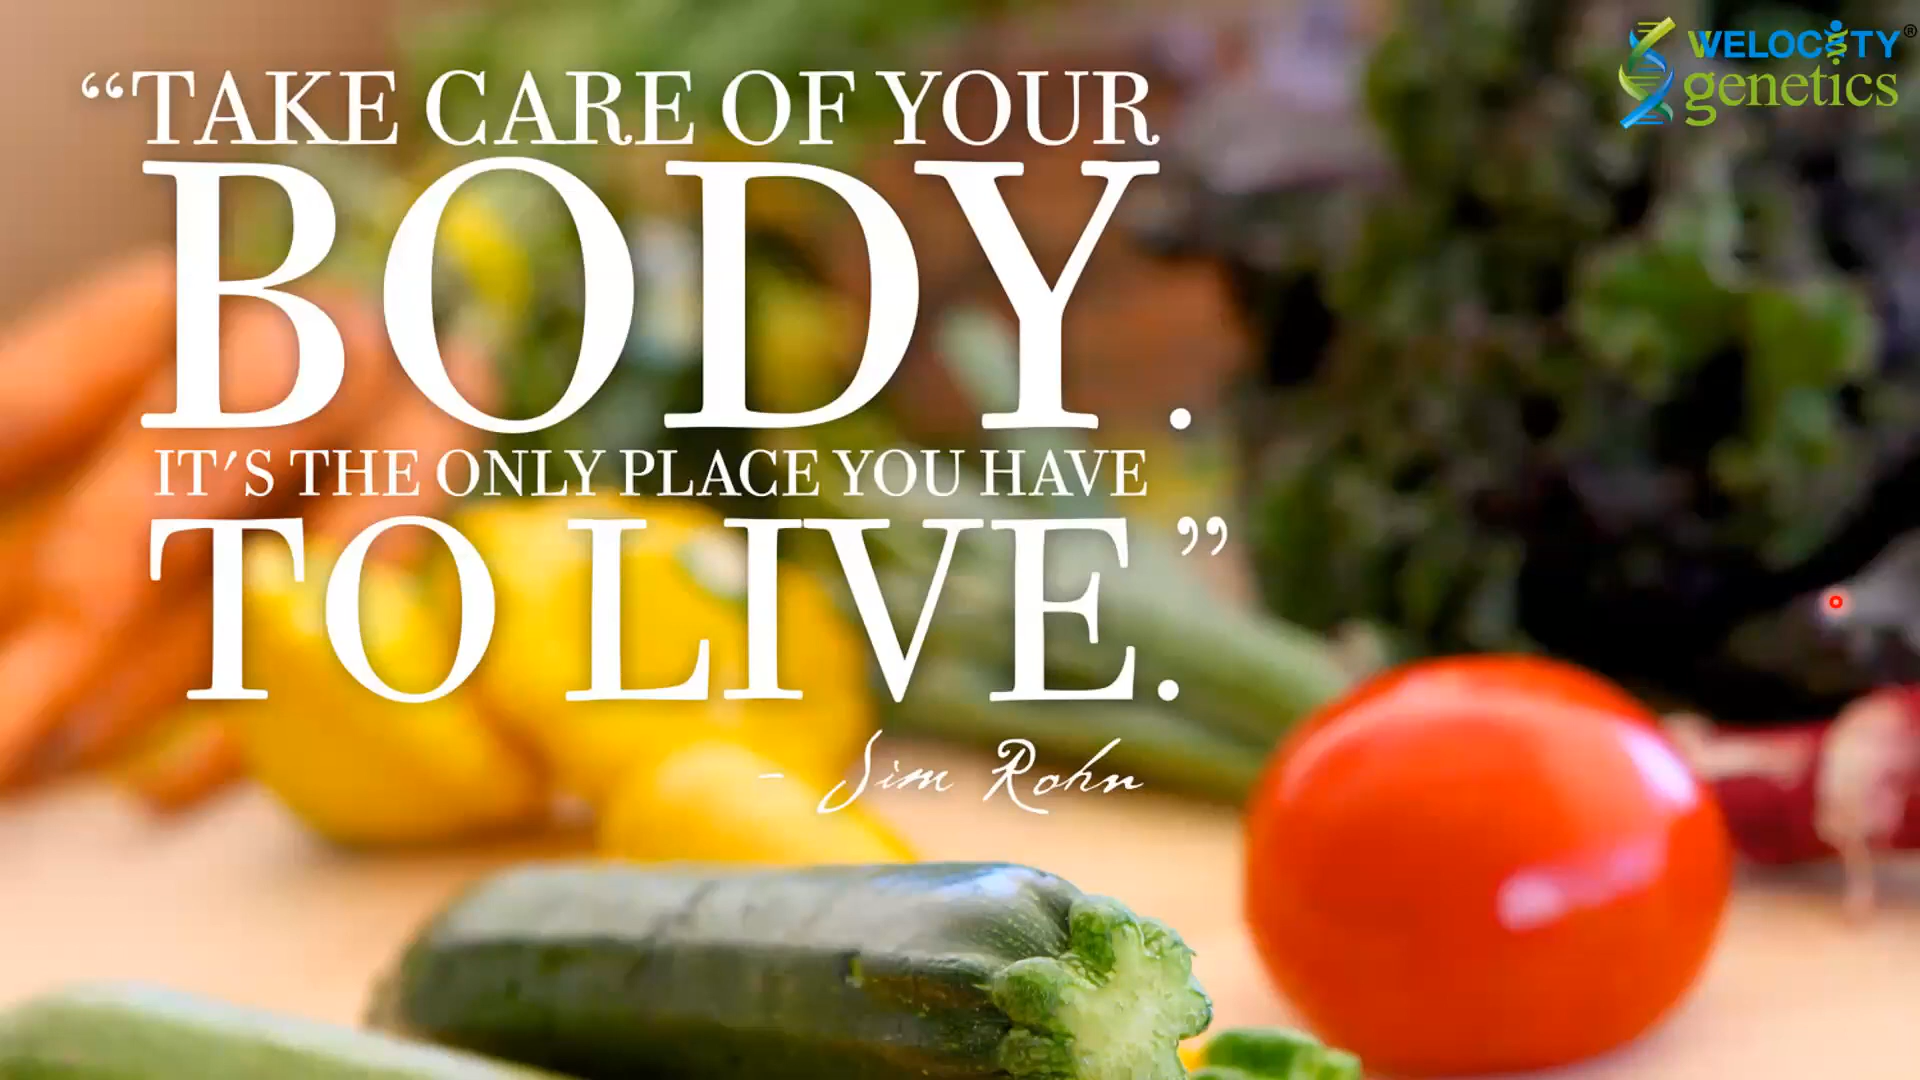 “TAKE CARE OF YOUR
BODY.
IT'S THE ONLY PLACE YOU HAVE
TO LIVE.”
- Jim Rohn
WELOCITY®
genetics